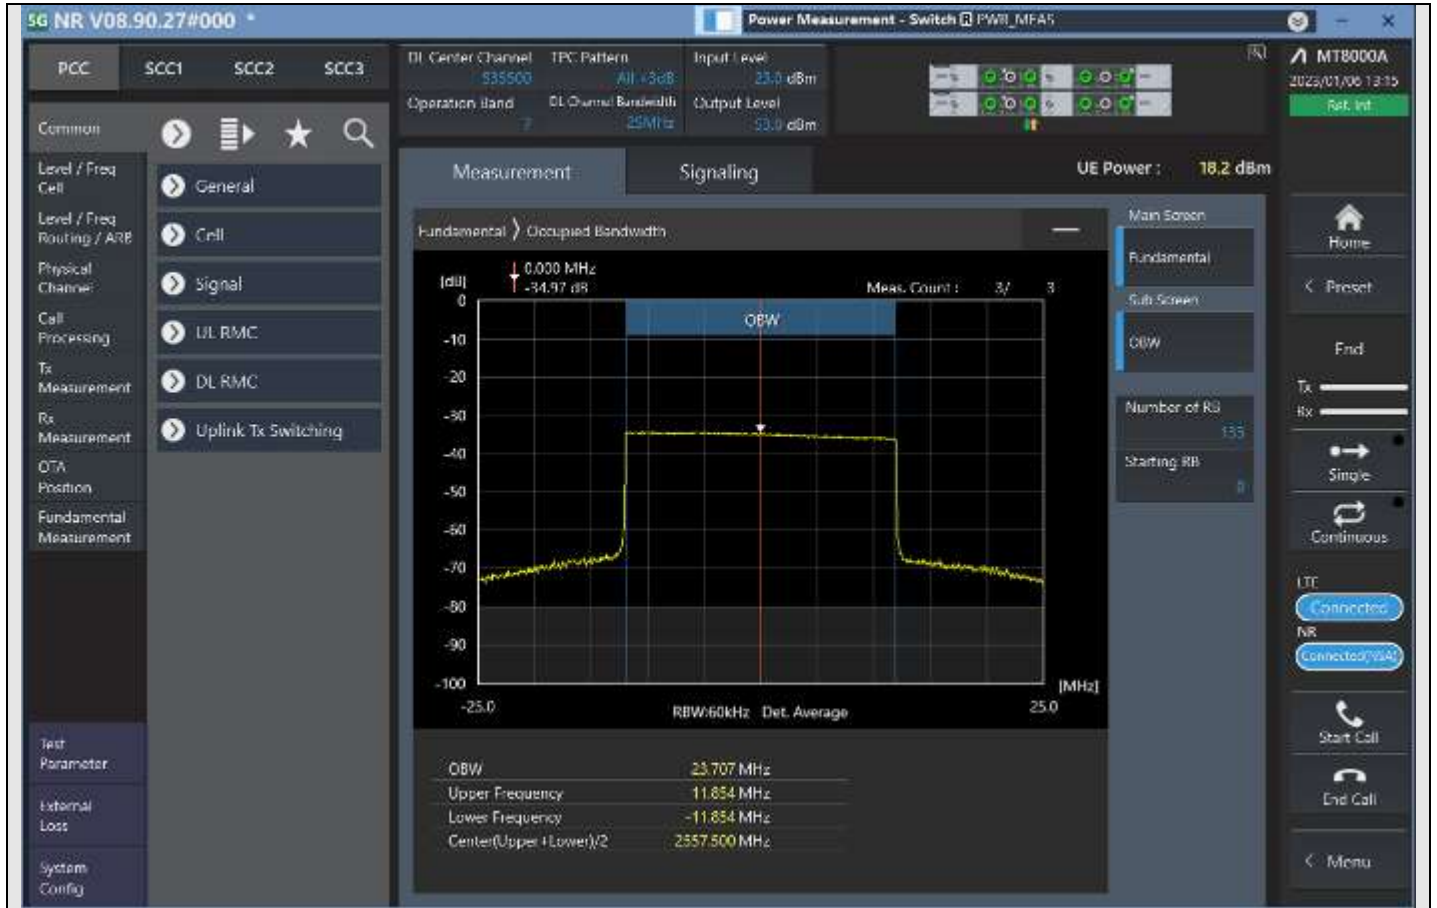 5G NR V08.90.27#000 *
Power Measurement - Switch PWR_MEAS
PCC SCC1 SCC2 SCC3
DL Center Channel TPC Pattern Input Level
535500 All +3dB 23.0 dBm
Operation Band DL Channel Bandwidth Output Level
7 25MHz 53.0 dBm
MT8000A
2023/01/06 13:15
Ref. Int
Common
Level / Freq
Cell
Level / Freq
Routing / ARB
Physical
Channel
Call
Processing
Tx
Measurement
Rx
Measurement
OTA
Position
Fundamental
Measurement
Test
Parameter
External
Loss
System
Config
General
Cell
Signal
UL RMC
DL RMC
Uplink Tx Switching
Measurement Signaling
UE Power : 18.2 dBm
Fundamental Occupied Bandwidth
[dB]
0.000 MHz
-34.97 dB
Meas. Count : 3/ 3
OBW
0
-10
-20
-30
-40
-50
-60
-70
-80
-90
-100
[MHz]
-25.0 25.0
RBW:60kHz Det. Average
OBW 23.707 MHz
Upper Frequency 11.854 MHz
Lower Frequency -11.854 MHz
Center(Upper+Lower)/2 2557.500 MHz
Main Screen
Fundamental
Sub Screen
OBW
Number of RB
133
Starting RB
0
Home
Preset
End
Tx
Rx
Single
Continuous
LTE
Connected
NR
Connected(NSA)
Start Call
End Call
Menu